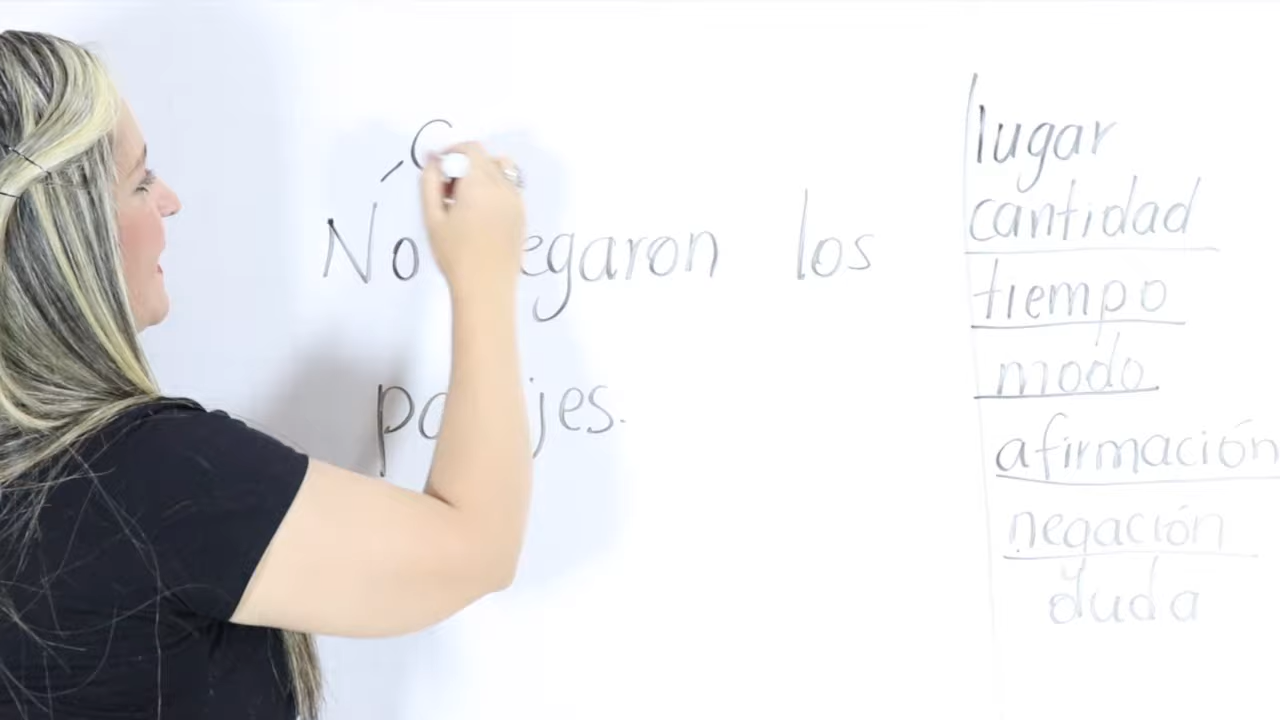 No los
lugar
cantidad
tiempo
modo
afirmación
negación
duda